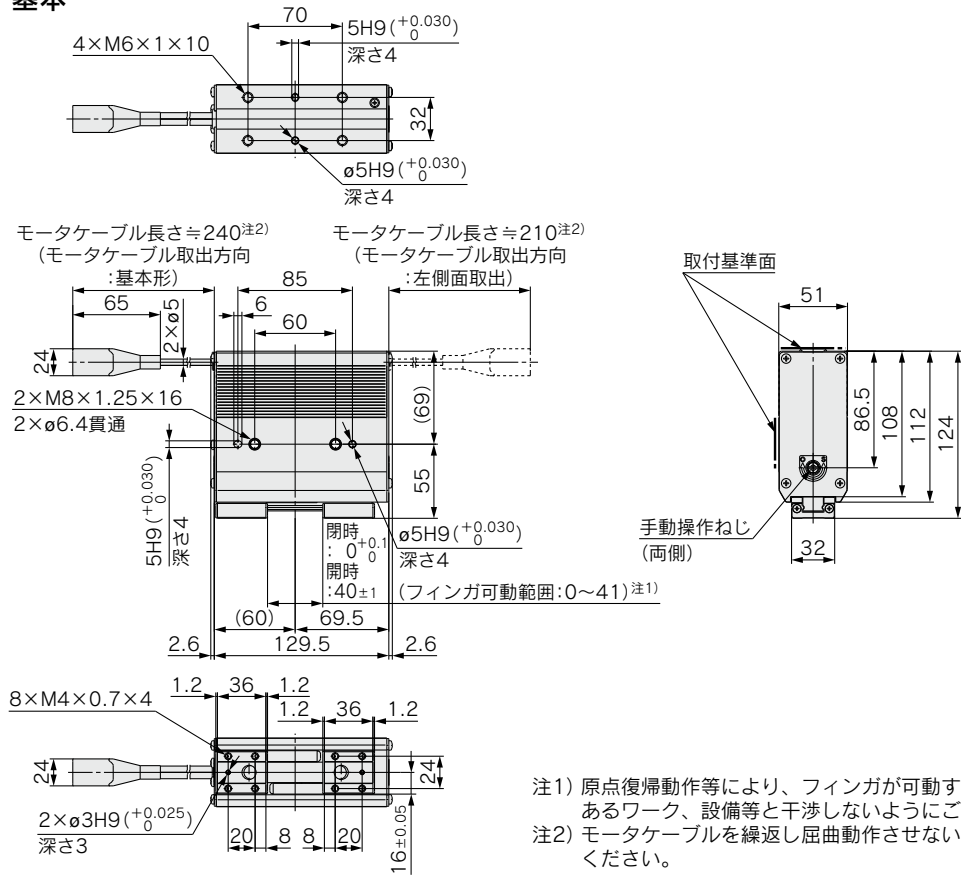 基本
70
5H9(+0.030 0)
深さ4
4×M6×1×10
32
ø5H9(+0.030 0)
深さ4
モータケーブル長さ≒240注2)
(モータケーブル取出方向
:基本形)
モータケーブル長さ≒210注2)
(モータケーブル取出方向
:左側面取出)
85
65
6
60
2×ø5
24
2×M8×1.25×16
2×ø6.4貫通
(69)
55
5H9(+0.030 0)
深さ4
閉時
: 0+0.1 0
開時
:40±1
ø5H9(+0.030 0)
深さ4
(フィンガ可動範囲:0〜41)注1)
(60)
69.5
2.6
129.5
2.6
取付基準面
51
86.5
108
112
124
手動操作ねじ
(両側)
32
8×M4×0.7×4
1.2
36
1.2
1.2
36
1.2
24
24
2×ø3H9(+0.025 0)
深さ3
20
8
8
20
16±0.05
注1) 原点復帰動作等により、フィンガが可動す
あるワーク、設備等と干渉しないようにご
注2) モータケーブルを繰返し屈曲動作させない
ください。